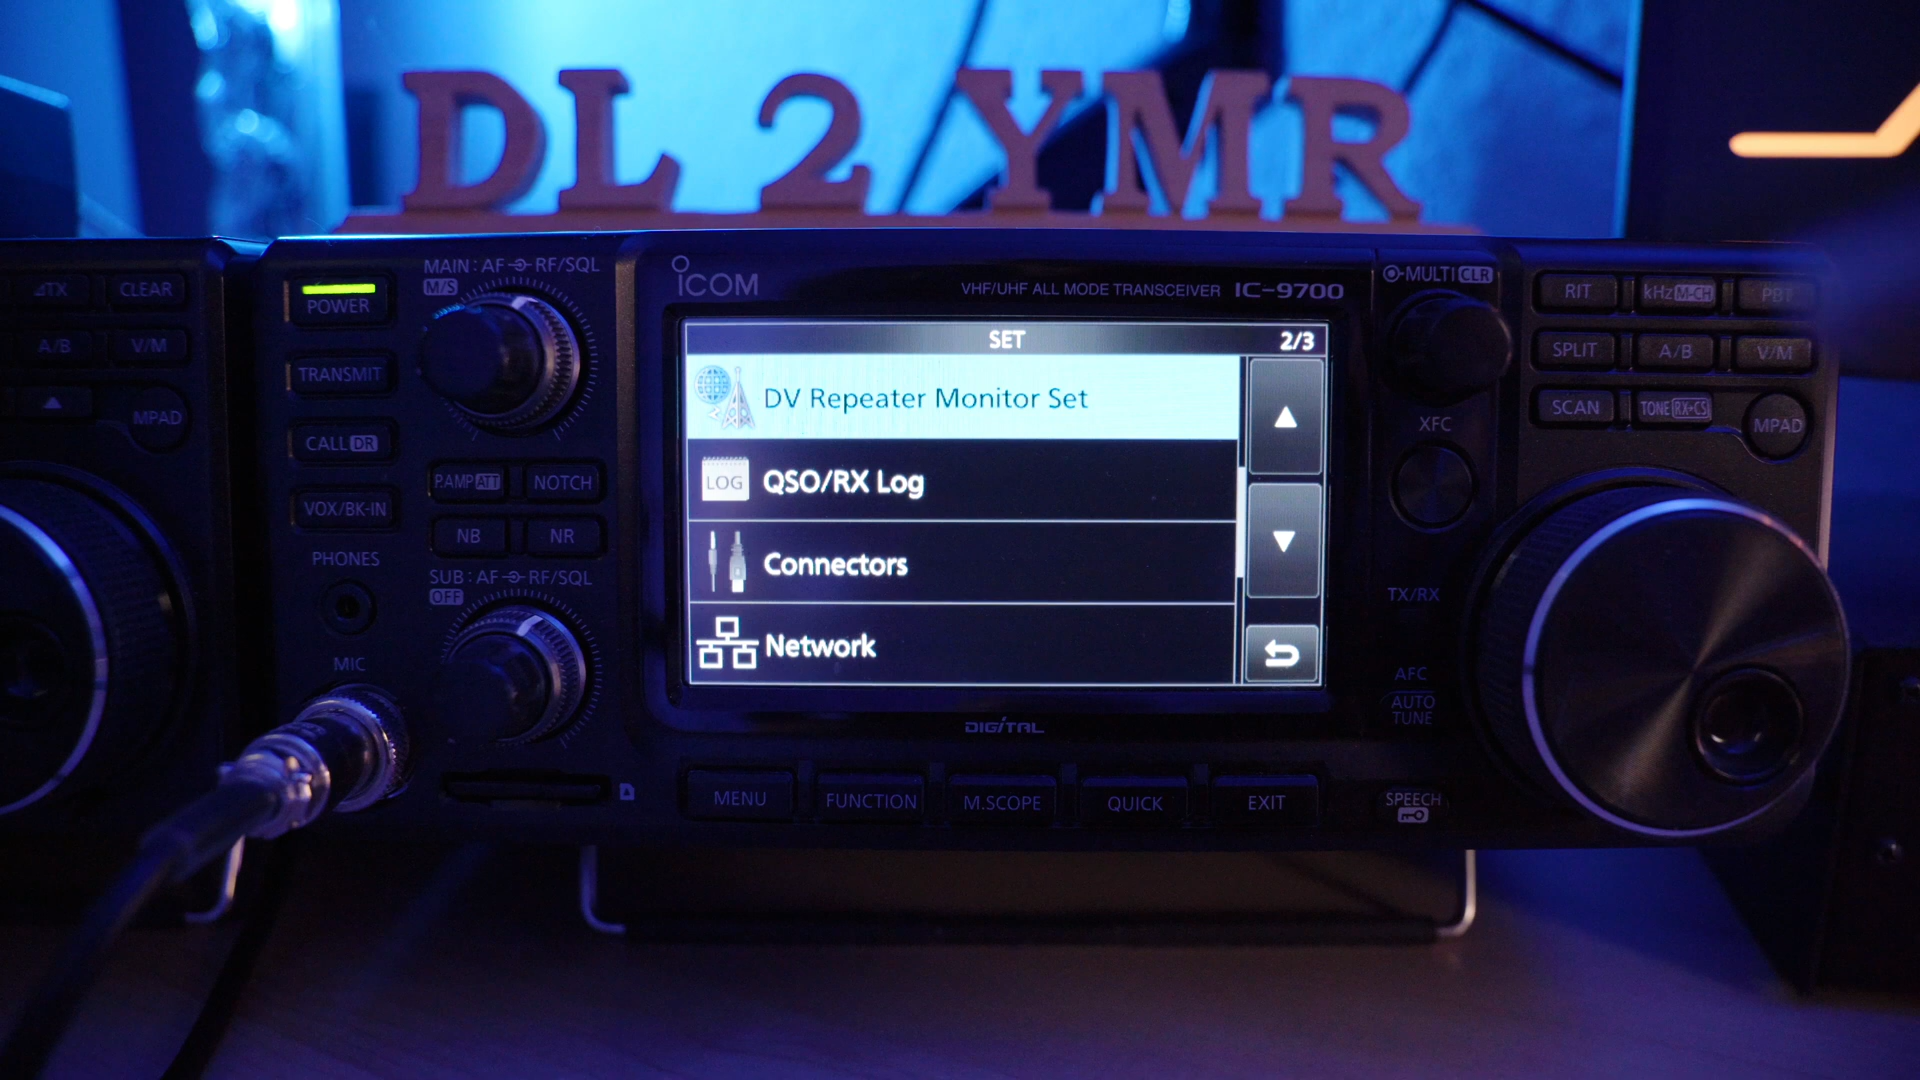 DL 2 YMR
⊿TX CLEAR
A/B V/M
▲ MPAD
POWER
TRANSMIT
CALL DR
VOX/BK-IN
PHONES
MIC
MAIN : AF RF/SQL
M/S
P.AMP ATT NOTCH
NB NR
SUB : AF RF/SQL
OFF
ICOM
VHF/UHF ALL MODE TRANSCEIVER IC-9700
SET 2/3
DV Repeater Monitor Set
LOG QSO/RX Log
Connectors
Network
DIGITAL
MENU FUNCTION M.SCOPE QUICK EXIT
MULTI CLR
XFC
TX/RX
AFC
AUTO
TUNE
SPEECH
RIT kHz M-CH PBT
SPLIT A/B V/M
SCAN TONE RX→CS MPAD